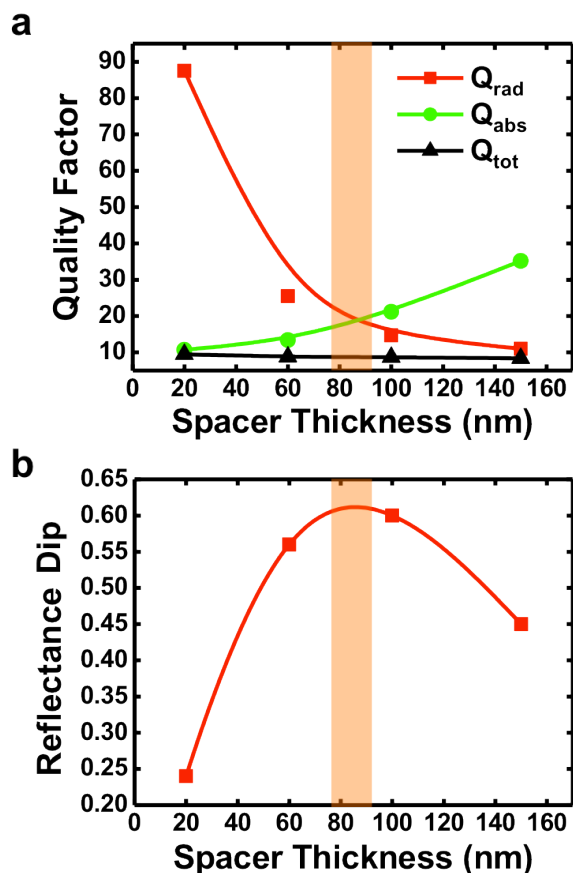 a
90
80
70
60
50
40
30
20
10
Quality Factor
Q_rad
Q_abs
Q_tot
0 20 40 60 80 100 120 140 160
Spacer Thickness (nm)
b
0.65
0.60
0.55
0.50
0.45
0.40
0.35
0.30
0.25
0.20
Reflectance Dip
0 20 40 60 80 100 120 140 160
Spacer Thickness (nm)